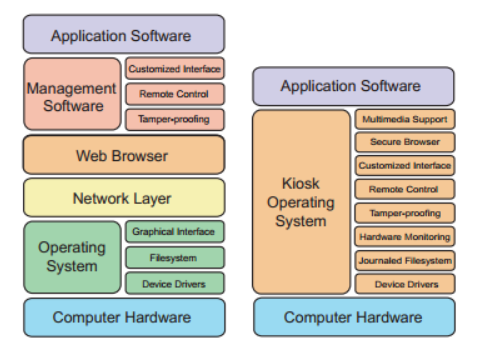 Application Software
Management
Software
Customized Interface
Remote Control
Tamper-proofing
Web Browser
Network Layer
Operating
System
Graphical Interface
Filesystem
Device Drivers
Computer Hardware
Application Software
Kiosk
Operating
System
Multimedia Support
Secure Browser
Customized Interface
Remote Control
Tamper-proofing
Hardware Monitoring
Journaled Filesystem
Device Drivers
Computer Hardware